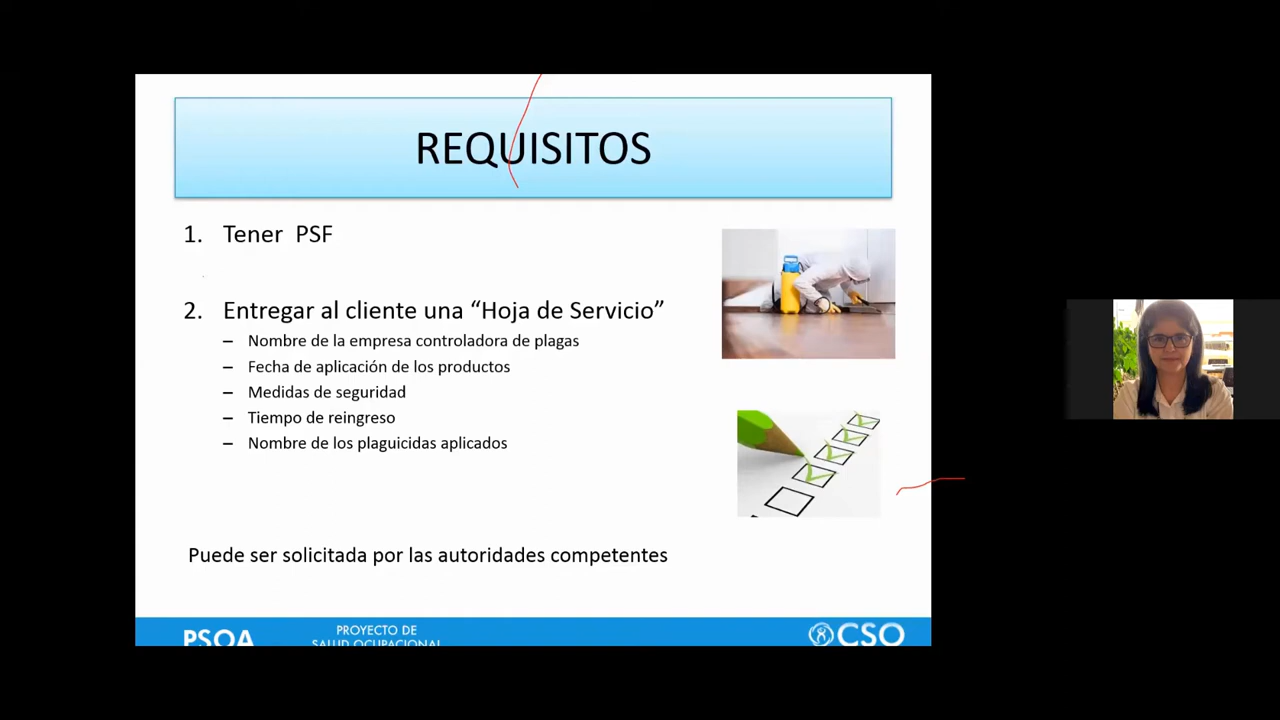 REQUISITOS
1. Tener PSF
2. Entregar al cliente una “Hoja de Servicio”
– Nombre de la empresa controladora de plagas
– Fecha de aplicación de los productos
– Medidas de seguridad
– Tiempo de reingreso
– Nombre de los plaguicidas aplicados
Puede ser solicitada por las autoridades competentes
PSOA
PROYECTO DE
SALUD OCUPACIONAL
CSO